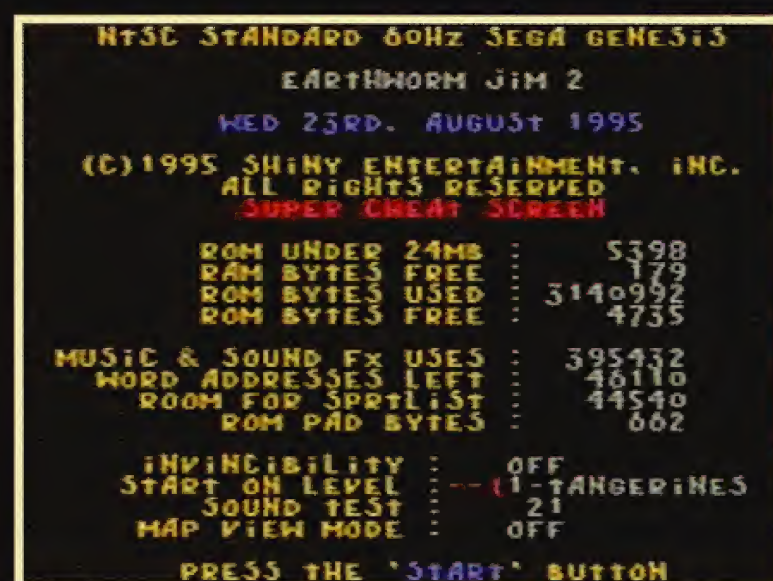 NTSC STANDARD 60HZ SEGA GENESiS
EARTHWORM JiM 2
WED 23RD. AUGUST 1995
(C)1995 SHiNY ENTERTAiNMENT. iNC.
ALL RiGHTS RESERVED
SUPER CHEAT SCREEN
ROM UNDER 24MB : 5398
RAM BYTES FREE : 179
ROM BYTES USED : 3140992
ROM BYTES FREE : 4735
MUSiC & SOUND FX USES : 395432
WORD ADDRESSES LEFT : 46110
ROOM FOR SPRTLiST : 44540
ROM PAD BYTES : 662
iNViNCiBiLiTY : OFF
START ON LEVEL : --(1-TANGERiNES
SOUND TEST : 21
MAP ViEW MODE : OFF
PRESS THE 'START' BUTTON